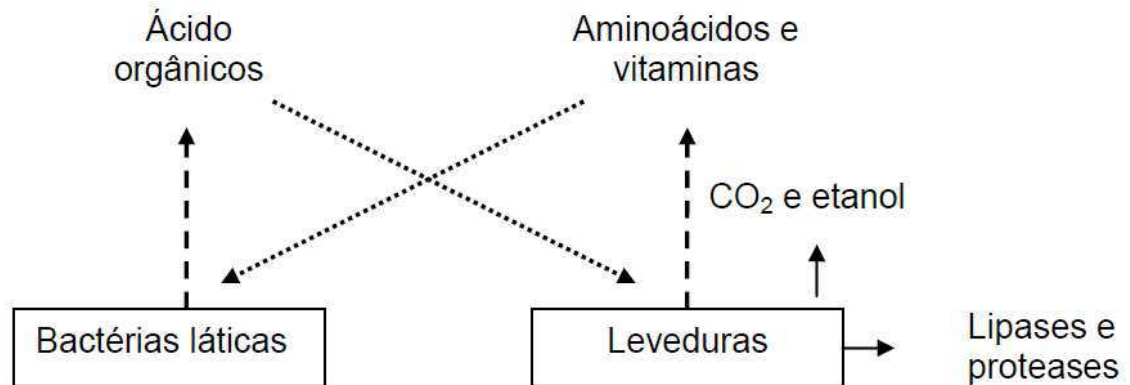 Ácido
orgânicos
Aminoácidos e
vitaminas
CO₂ e etanol
Bactérias láticas
Leveduras
Lipases e
proteases